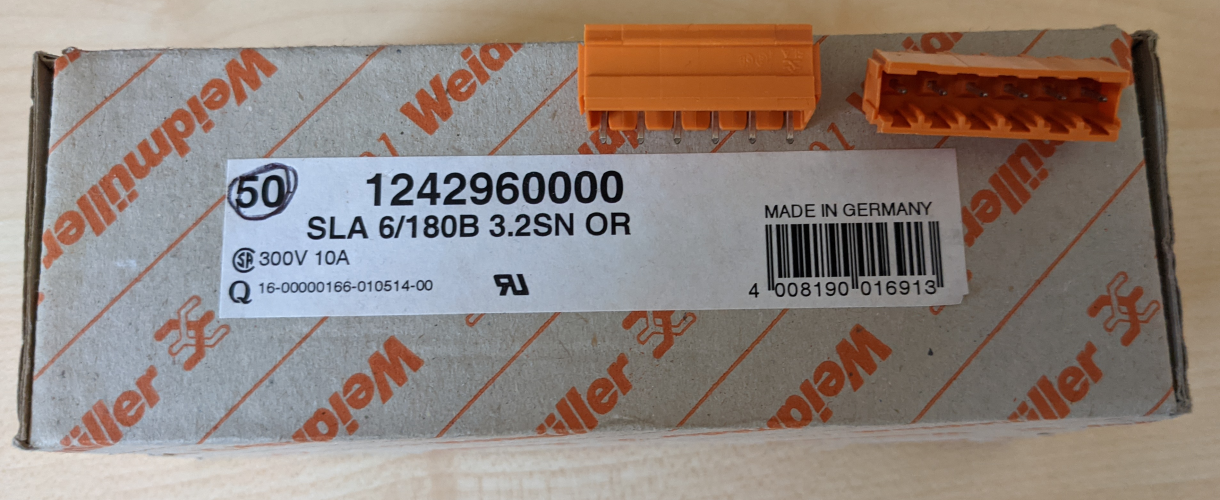 Weidmüller
50
1242960000
SLA 6/180B 3.2SN OR
300V 10A
Q 16-00000166-010514-00
MADE IN GERMANY
4 008190 016913